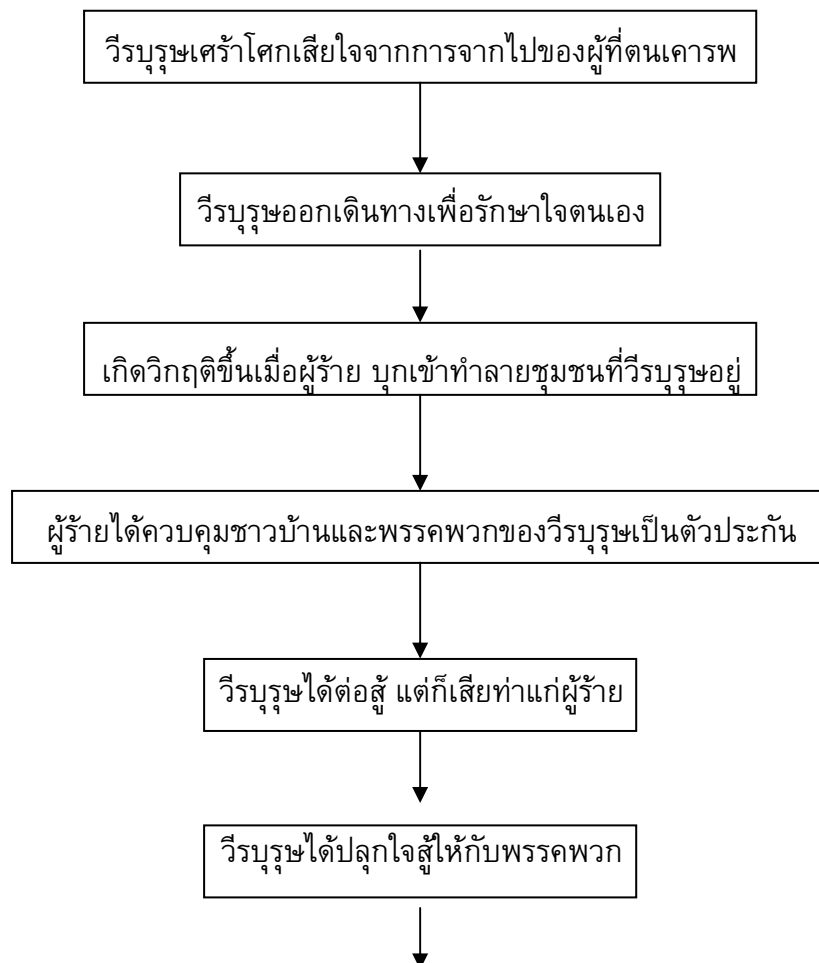 วีรบุรุษเศร้าโศกเสียใจจากการจากไปของผู้ที่ตนเคารพ
วีรบุรุษออกเดินทางเพื่อรักษาใจตนเอง
เกิดวิกฤติขึ้นเมื่อผู้ร้าย บุกเข้าทำลายชุมชนที่วีรบุรุษอยู่
ผู้ร้ายได้ควบคุมชาวบ้านและพรรคพวกของวีรบุรุษเป็นตัวประกัน
วีรบุรุษได้ต่อสู้ แต่ก็เสียท่าแก่ผู้ร้าย
วีรบุรุษได้ปลุกใจสู้ให้กับพรรคพวก